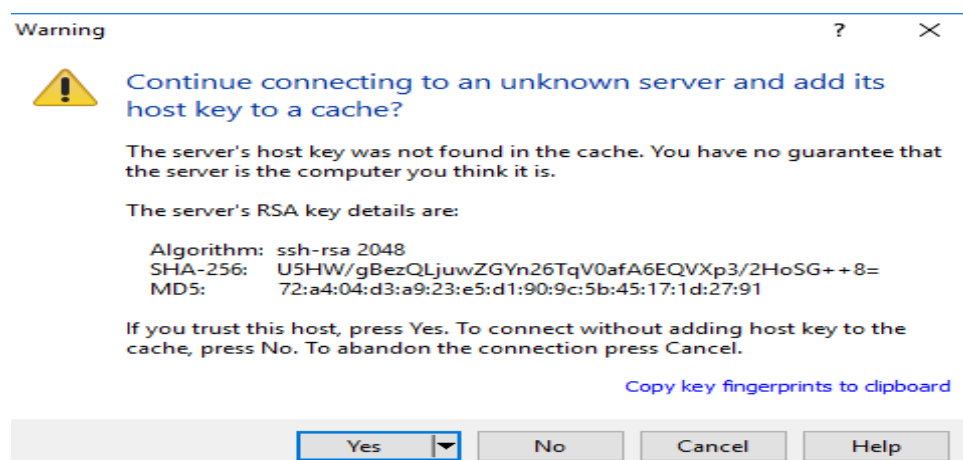 Warning
?
Continue connecting to an unknown server and add its
host key to a cache?
The server's host key was not found in the cache. You have no guarantee that
the server is the computer you think it is.
The server's RSA key details are:
Algorithm: ssh-rsa 2048
SHA-256: U5HW/gBezQLjuwZGYn26TqV0afA6EQVXp3/2HoSG++8=
MD5: 72:a4:04:d3:a9:23:e5:d1:90:9c:5b:45:17:1d:27:91
If you trust this host, press Yes. To connect without adding host key to the
cache, press No. To abandon the connection press Cancel.
Copy key fingerprints to clipboard
Yes No Cancel Help